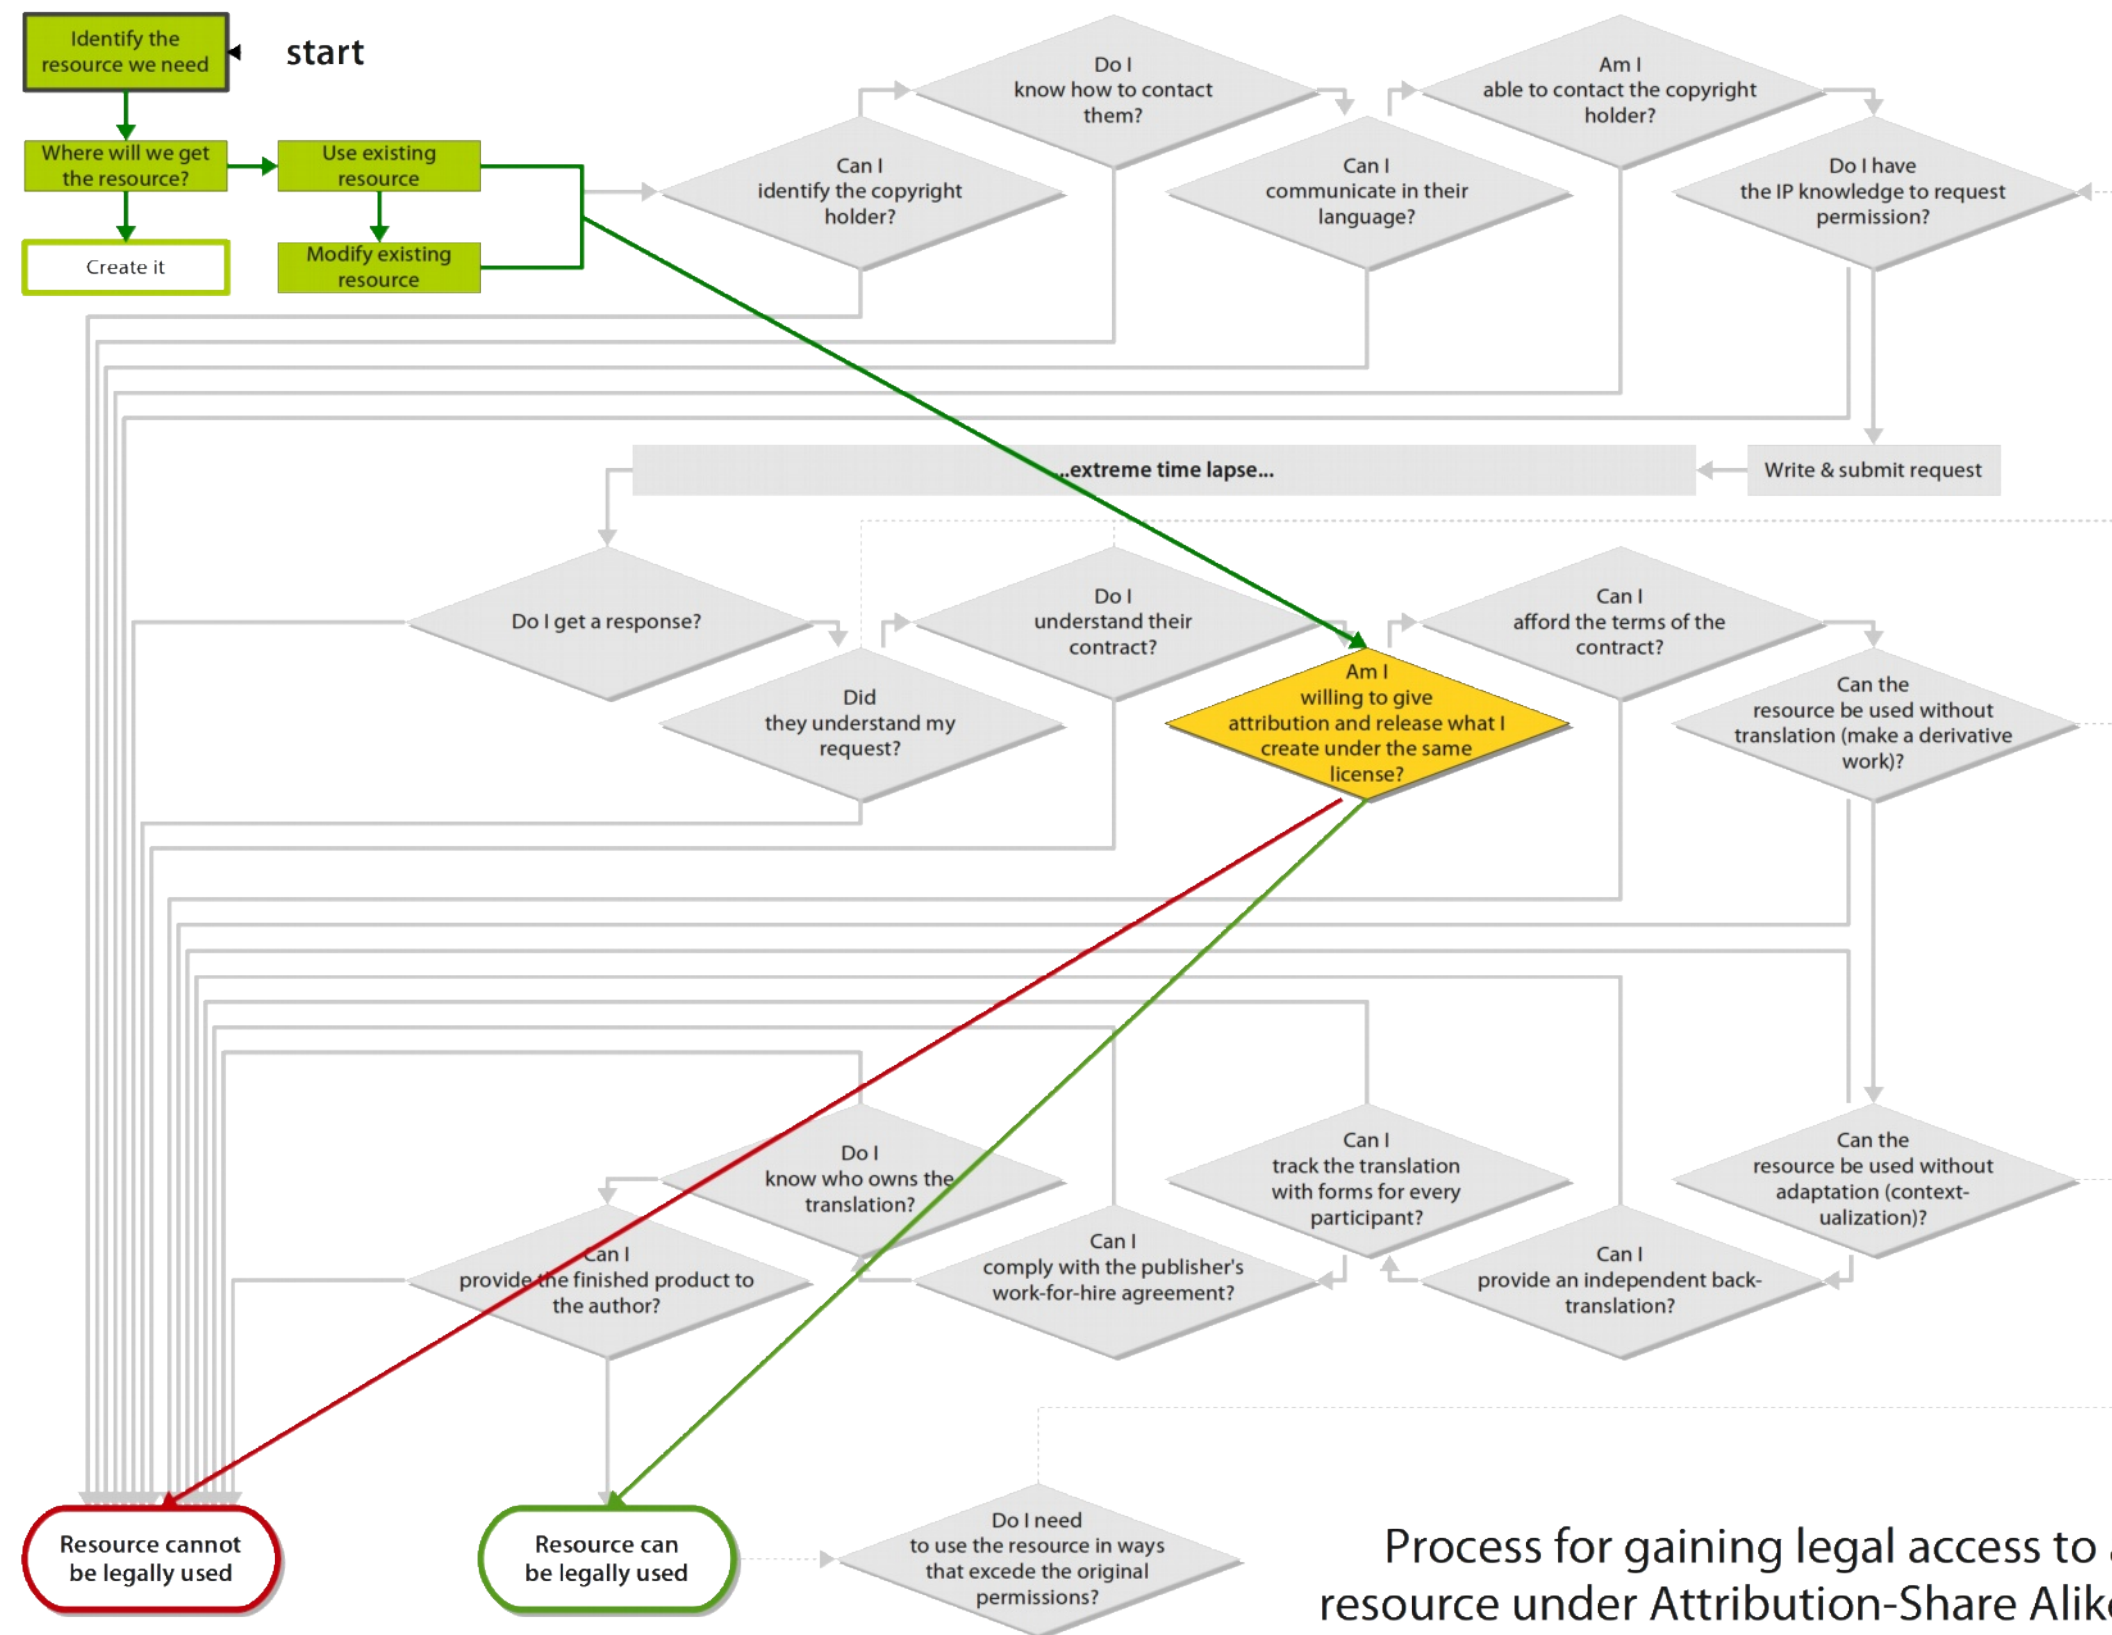 Identify the
resource we need
start
Where will we get
the resource?
Use existing
resource
Create it
Modify existing
resource
Do I
know how to contact
them?
Am I
able to contact the copyright
holder?
Can I
identify the copyright
holder?
Can I
communicate in their
language?
Do I have
the IP knowledge to request
permission?
...extreme time lapse...
Write & submit request
Do I get a response?
Do I
understand their
contract?
Can I
afford the terms of the
contract?
Did
they understand my
request?
Am I
willing to give
attribution and release what I
create under the same
license?
Can the
resource be used without
translation (make a derivative
work)?
Do I
know who owns the
translation?
Can I
track the translation
with forms for every
participant?
Can the
resource be used without
adaptation (context-
ualization)?
Can I
provide the finished product to
the author?
Can I
comply with the publisher's
work-for-hire agreement?
Can I
provide an independent back-
translation?
Resource cannot
be legally used
Resource can
be legally used
Do I need
to use the resource in ways
that excede the original
permissions?
Process for gaining legal access to a
resource under Attribution-Share Alike